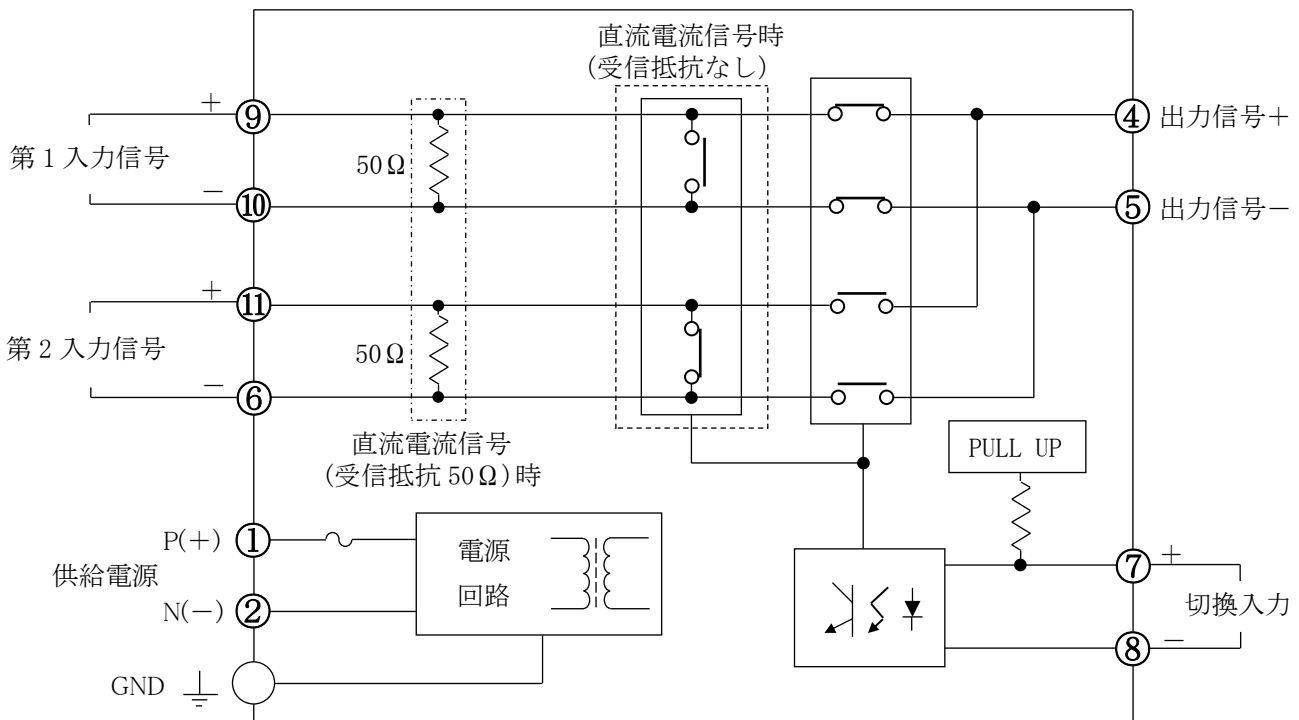 直流電流信号時
(受信抵抗なし)
+
⑨
50Ω
第1入力信号
−
⑩
④
出力信号+
⑤
出力信号−
+
⑪
50Ω
第2入力信号
−
⑥
直流電流信号
(受信抵抗 50Ω)時
PULL UP
P(+)
①
供給電源
N(−)
②
電源
回路
⑦
+
切換入力
⑧
−
GND